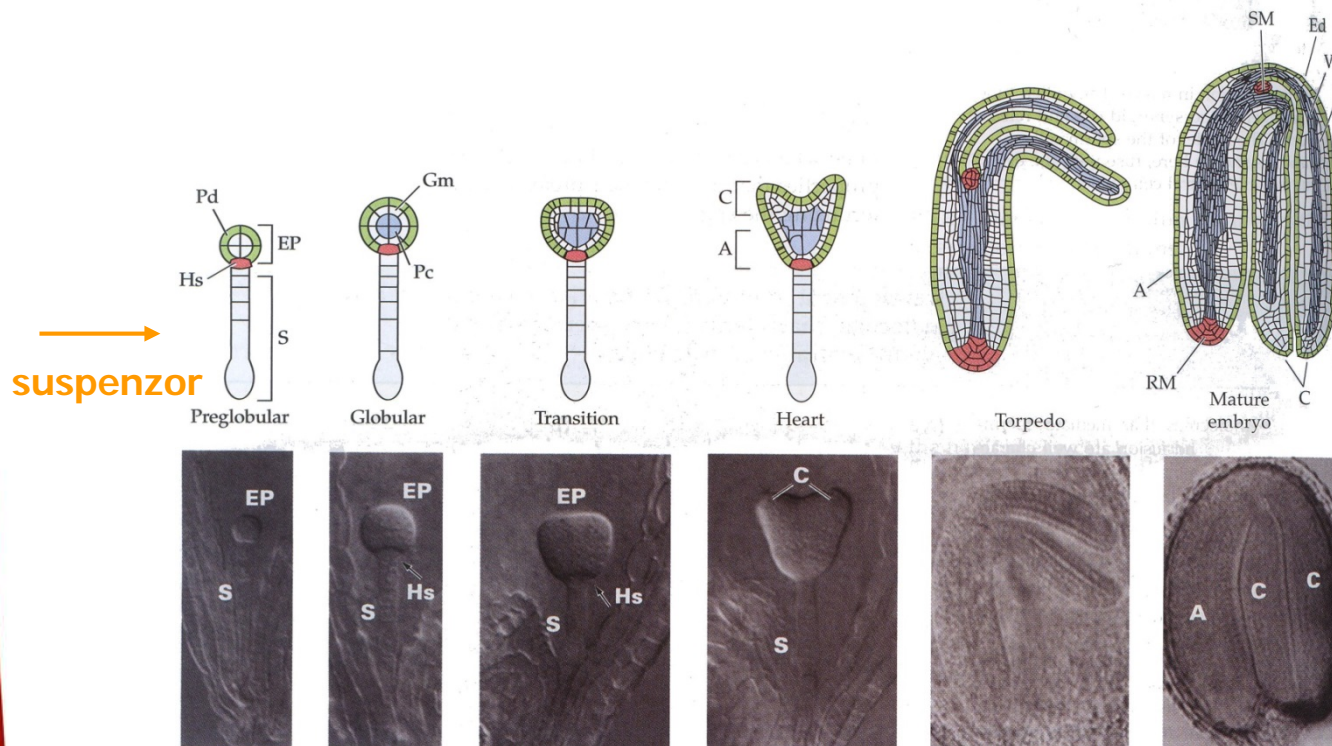 SM
Ed
Pd
EP
Hs
S
Gm
Pc
C
A
A
RM
C
suspenzor
Preglobular
Globular
Transition
Heart
Torpedo
Mature
embryo
EP
S
EP
Hs
S
EP
Hs
S
C
S
A
C
C